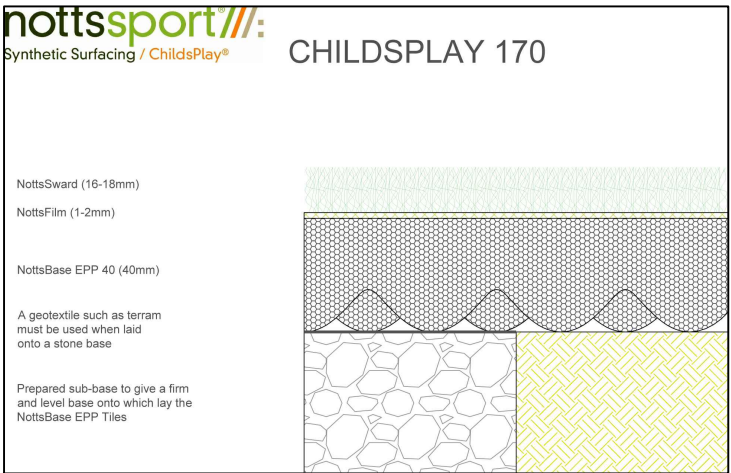 nottssport®
Synthetic Surfacing / ChildsPlay®
CHILDSPLAY 170
NottsSward (16-18mm)
NottsFilm (1-2mm)
NottsBase EPP 40 (40mm)
A geotextile such as terram
must be used when laid
onto a stone base
Prepared sub-base to give a firm
and level base onto which lay the
NottsBase EPP Tiles